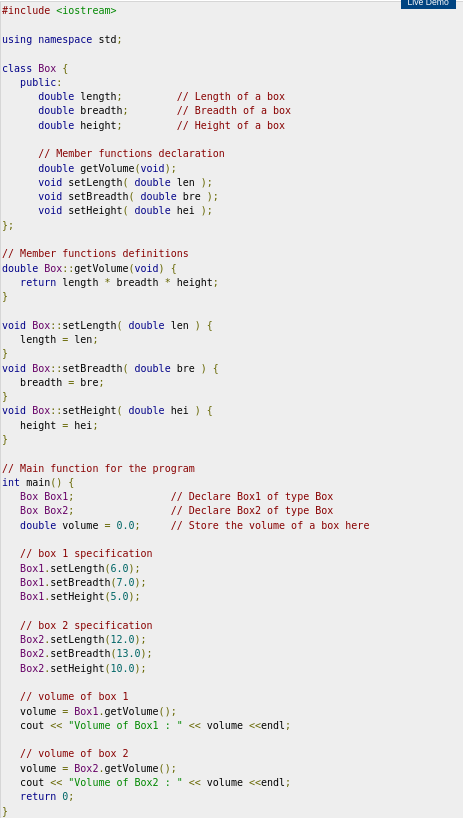 Live Demo
#include <iostream>

using namespace std;

class Box {
   public:
      double length;         // Length of a box
      double breadth;        // Breadth of a box
      double height;         // Height of a box

      // Member functions declaration
      double getVolume(void);
      void setLength( double len );
      void setBreadth( double bre );
      void setHeight( double hei );
};

// Member functions definitions
double Box::getVolume(void) {
   return length * breadth * height;
}

void Box::setLength( double len ) {
   length = len;
}
void Box::setBreadth( double bre ) {
   breadth = bre;
}
void Box::setHeight( double hei ) {
   height = hei;
}

// Main function for the program
int main() {
   Box Box1;                // Declare Box1 of type Box
   Box Box2;                // Declare Box2 of type Box
   double volume = 0.0;     // Store the volume of a box here

   // box 1 specification
   Box1.setLength(6.0);
   Box1.setBreadth(7.0);
   Box1.setHeight(5.0);

   // box 2 specification
   Box2.setLength(12.0);
   Box2.setBreadth(13.0);
   Box2.setHeight(10.0);

   // volume of box 1
   volume = Box1.getVolume();
   cout << "Volume of Box1 : " << volume <<endl;

   // volume of box 2
   volume = Box2.getVolume();
   cout << "Volume of Box2 : " << volume <<endl;
   return 0;
}